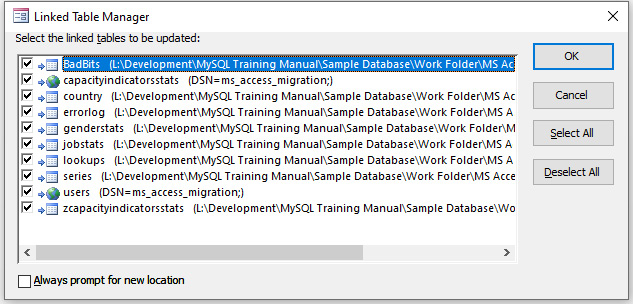 Linked Table Manager
Select the linked tables to be updated:
BadBits (L:\Development\MySQL Training Manual\Sample Database\Work Folder\MS Ac
capacityindicatorsstats (DSN=ms_access_migration;)
country (L:\Development\MySQL Training Manual\Sample Database\Work Folder\MS Ac
errorlog (L:\Development\MySQL Training Manual\Sample Database\Work Folder\MS A
genderstats (L:\Development\MySQL Training Manual\Sample Database\Work Folder\M
jobstats (L:\Development\MySQL Training Manual\Sample Database\Work Folder\MS A
lookups (L:\Development\MySQL Training Manual\Sample Database\Work Folder\MS A
series (L:\Development\MySQL Training Manual\Sample Database\Work Folder\MS Acce
users (DSN=ms_access_migration;)
zcapacityindicatorsstats (L:\Development\MySQL Training Manual\Sample Database\Wo
OK
Cancel
Select All
Deselect All
Always prompt for new location